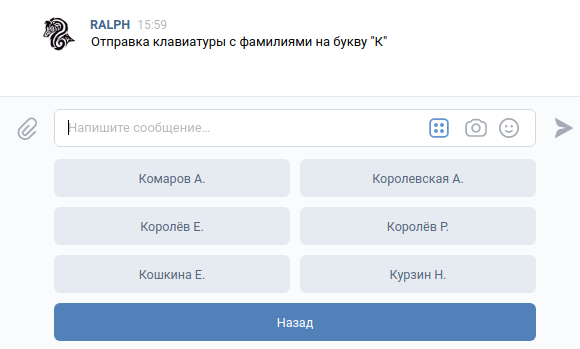 RALPH 15:59
Отправка клавиатуры с фамилиями на букву "К"
Напишите сообщение...
Комаров А. Королевская А.
Королёв Е. Королёв Р.
Кошкина Е. Курзин Н.
Назад